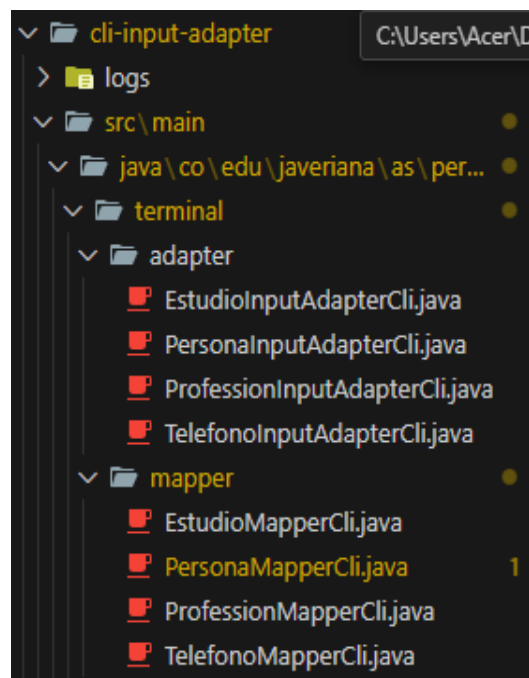 cli-input-adapter C:\Users\Acer\D
logs
src\main
java\co\edu\javeriana\as\per...
terminal
adapter
EstudioInputAdapterCli.java
PersonaInputAdapterCli.java
ProfessionInputAdapterCli.java
TelefonoInputAdapterCli.java
mapper
EstudioMapperCli.java
PersonaMapperCli.java 1
ProfessionMapperCli.java
TelefonoMapperCli.java